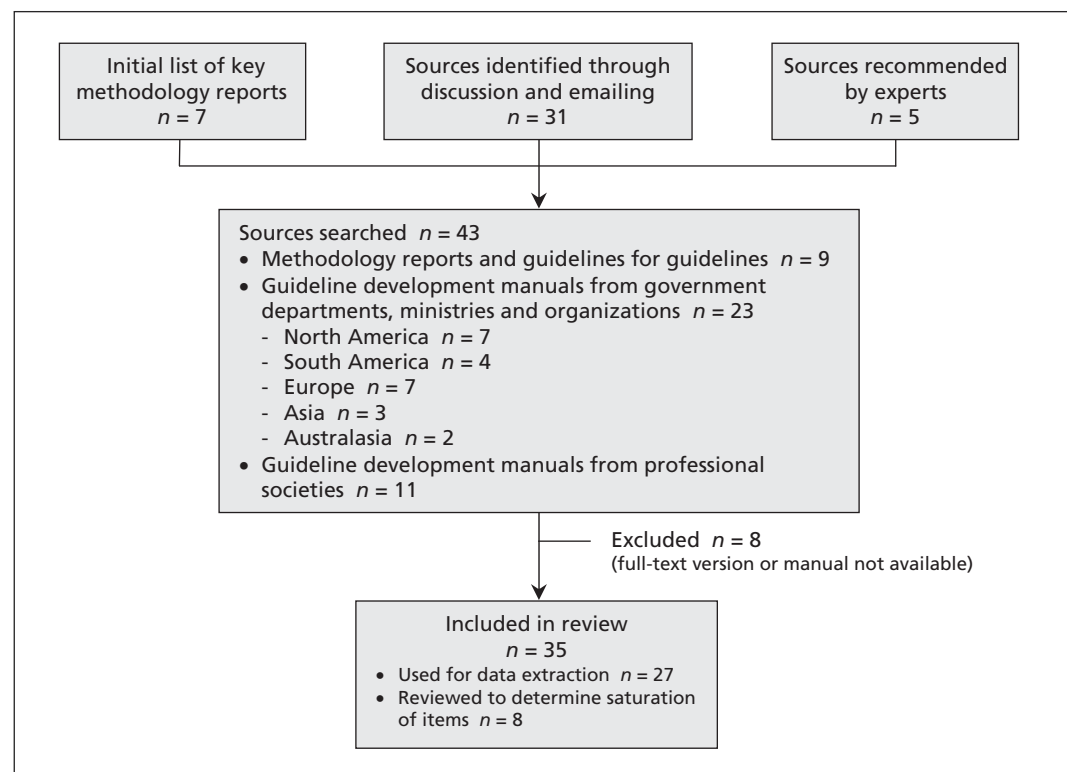 Initial list of key
methodology reports
n = 7
Sources identified through
discussion and emailing
n = 31
Sources recommended
by experts
n = 5
Sources searched n = 43
• Methodology reports and guidelines for guidelines n = 9
• Guideline development manuals from government
departments, ministries and organizations n = 23
- North America n = 7
- South America n = 4
- Europe n = 7
- Asia n = 3
- Australasia n = 2
• Guideline development manuals from professional
societies n = 11
Excluded n = 8
(full-text version or manual not available)
Included in review
n = 35
• Used for data extraction n = 27
• Reviewed to determine saturation
of items n = 8